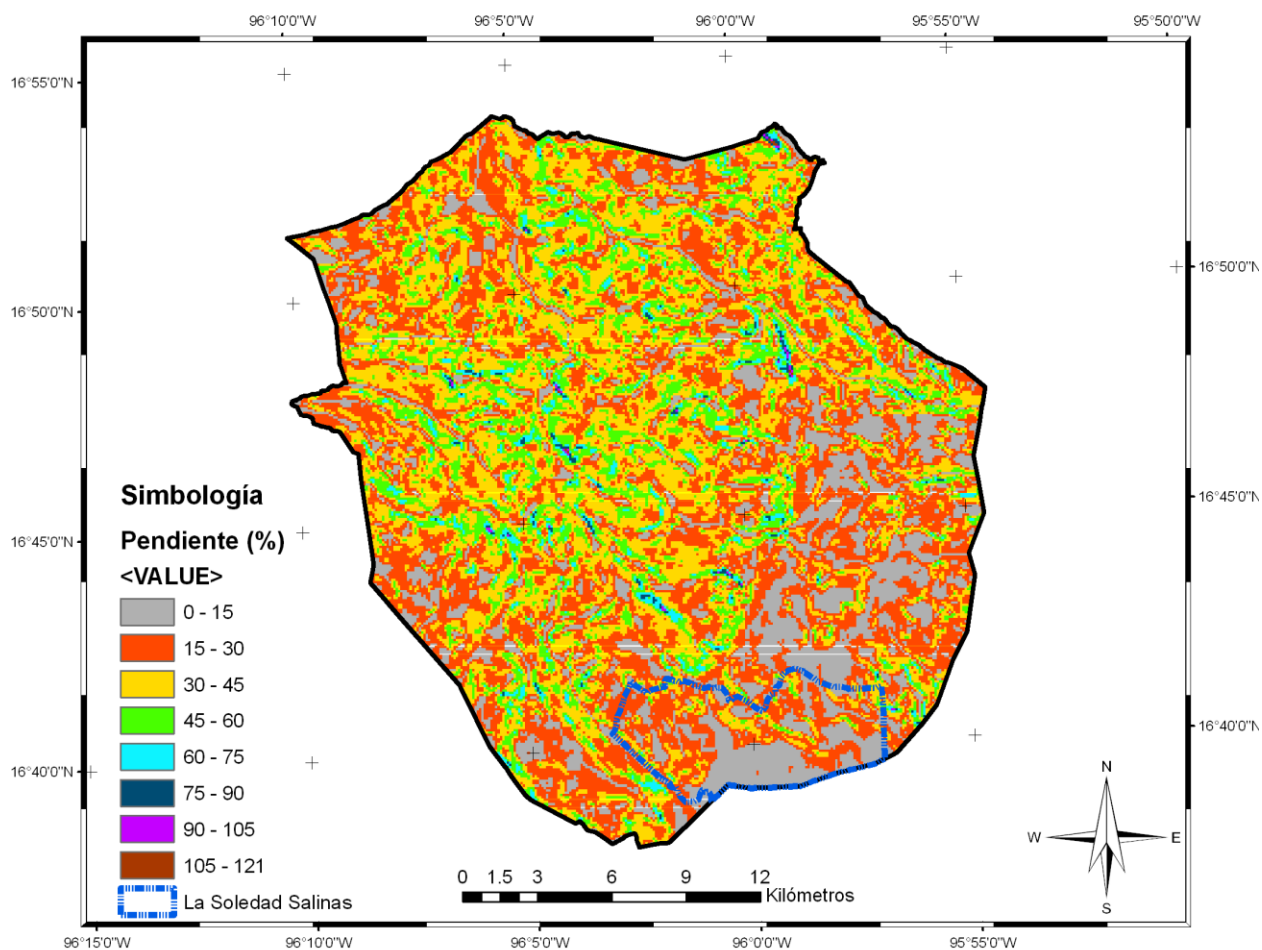 96°10'0"W 96°5'0"W 96°0'0"W 95°55'0"W 95°50'0"W
16°55'0"N
16°50'0"N
16°50'0"N
16°45'0"N
16°45'0"N
16°40'0"N
16°40'0"N
Simbología
Pendiente (%)
<VALUE>
0 - 15
15 - 30
30 - 45
45 - 60
60 - 75
75 - 90
90 - 105
105 - 121
La Soledad Salinas
0 1.5 3 6 9 12
Kilómetros
N
W E
S
96°15'0"W 96°10'0"W 96°5'0"W 96°0'0"W 95°55'0"W